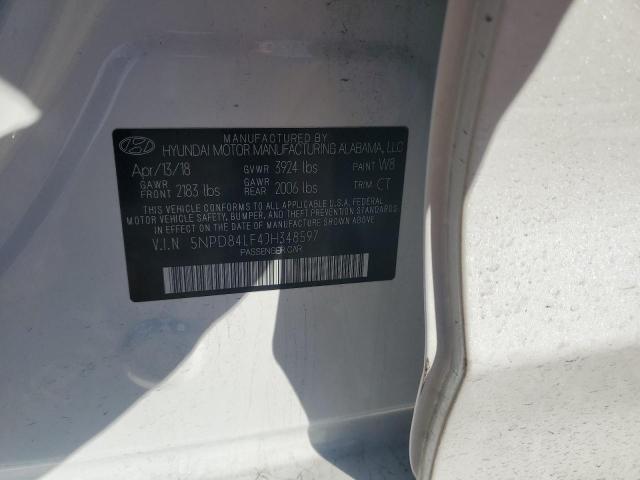 MANUFACTURED BY
HYUNDAI MOTOR MANUFACTURING ALABAMA, LLC
Apr/13/18 GVWR 3924 lbs PAINT W8
GAWR FRONT 2183 lbs GAWR REAR 2006 lbs TRIM CT
THIS VEHICLE CONFORMS TO ALL APPLICABLE U.S.A. FEDERAL
MOTOR VEHICLE SAFETY, BUMPER, AND THEFT PREVENTION STANDARDS
IN EFFECT ON THE DATE OF MANUFACTURE SHOWN ABOVE
V.I.N 5NPD84LF4JH348597
PASSENGER CAR